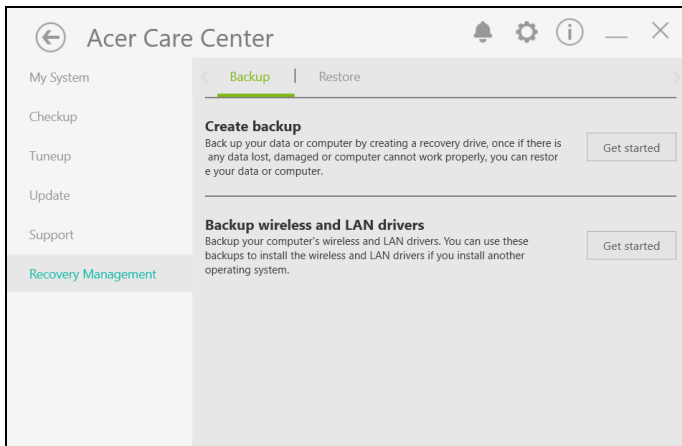 Acer Care Center
My System
Checkup
Tuneup
Update
Support
Recovery Management
Backup | Restore
Create backup
Back up your data or computer by creating a recovery drive, once if there is
any data lost, damaged or computer cannot work properly, you can restor
e your data or computer.
Get started
Backup wireless and LAN drivers
Backup your computer's wireless and LAN drivers. You can use these
backups to install the wireless and LAN drivers if you install another
operating system.
Get started